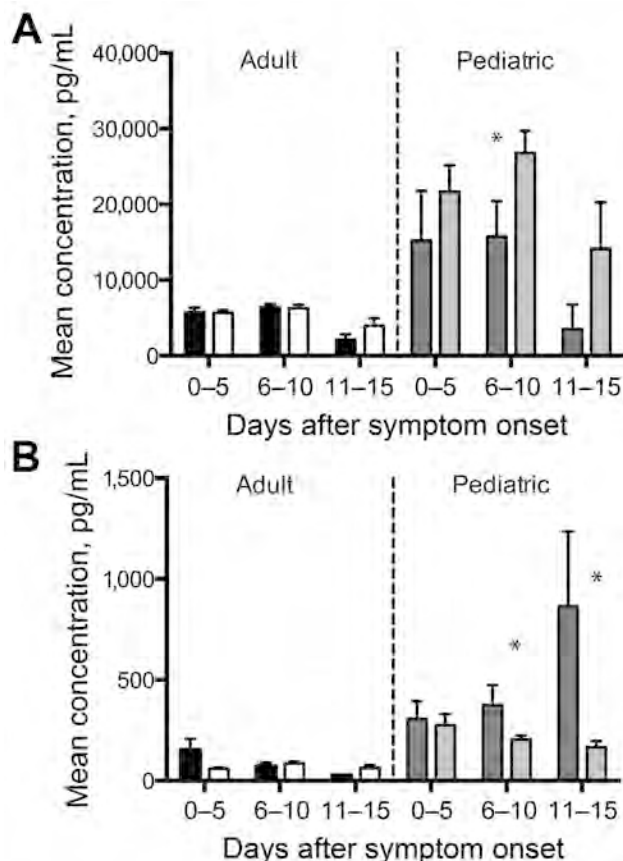 A
Mean concentration, pg/mL
40,000
30,000
20,000
10,000
0
Adult
Pediatric
*
0–5
6–10
11–15
0–5
6–10
11–15
Days after symptom onset
B
Mean concentration, pg/mL
1,500
1,000
500
0
Adult
Pediatric
*
*
0–5
6–10
11–15
0–5
6–10
11–15
Days after symptom onset